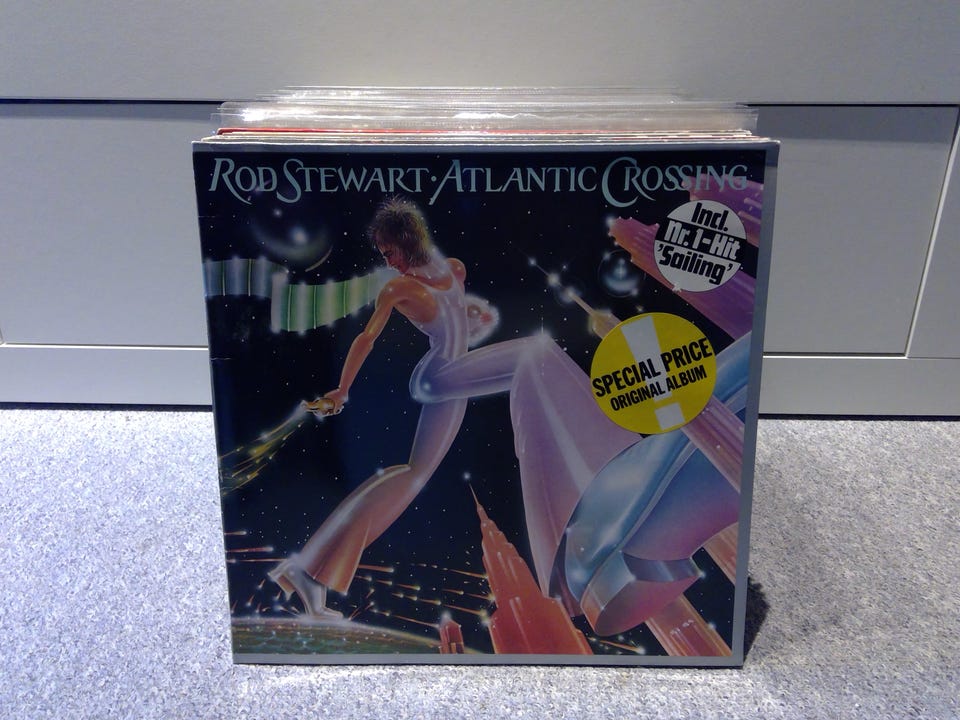 ROD STEWART·ATLANTIC CROSSING
Incl.
Nr.1-Hit
'Sailing'
SPECIAL PRICE
ORIGINAL ALBUM